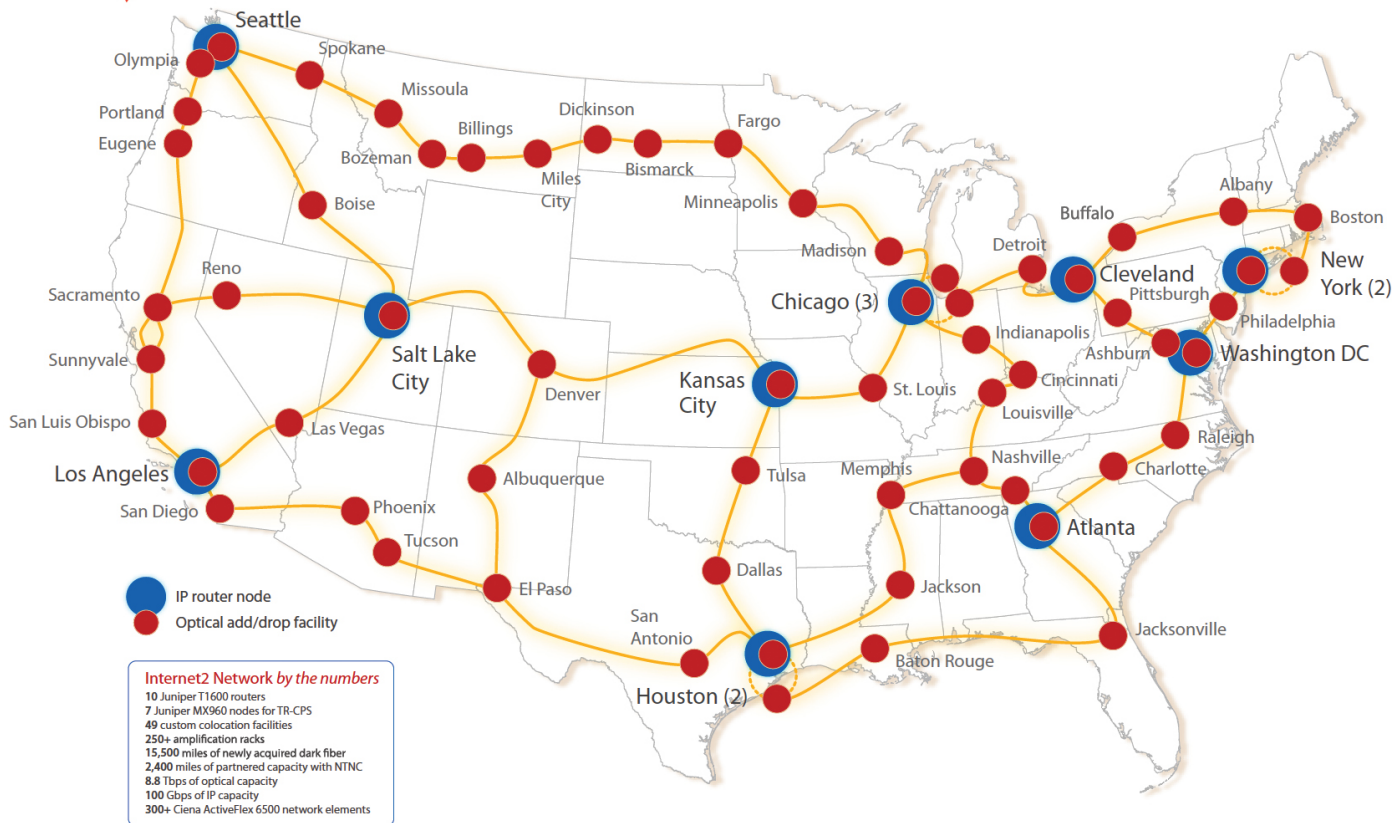 Seattle
Olympia
Spokane
Portland
Missoula
Eugene
Billings
Dickinson
Fargo
Bozeman
Miles
City
Bismarck
Boise
Minneapolis
Albany
Buffalo
Boston
Madison
Detroit
Reno
Cleveland
New
York (2)
Sacramento
Chicago (3)
Pittsburgh
Philadelphia
Indianapolis
Salt Lake
City
Sunnyvale
Ashburn
Washington DC
Denver
Kansas
City
St. Louis
Cincinnati
Louisville
San Luis Obispo
Las Vegas
Raleigh
Los Angeles
Albuquerque
Tulsa
Memphis
Nashville
Charlotte
San Diego
Phoenix
Chattanooga
Atlanta
Tucson
Dallas
El Paso
Jackson
IP router node
Optical add/drop facility
San
Antonio
Jacksonville
Baton Rouge
Houston (2)
Internet2 Network by the numbers
10 Juniper T1600 routers
7 Juniper MX960 nodes for TR-CPS
49 custom colocation facilities
250+ amplification racks
15,500 miles of newly acquired dark fiber
2,400 miles of partnered capacity with NTNC
8.8 Tbps of optical capacity
100 Gbps of IP capacity
300+ Ciena ActiveFlex 6500 network elements